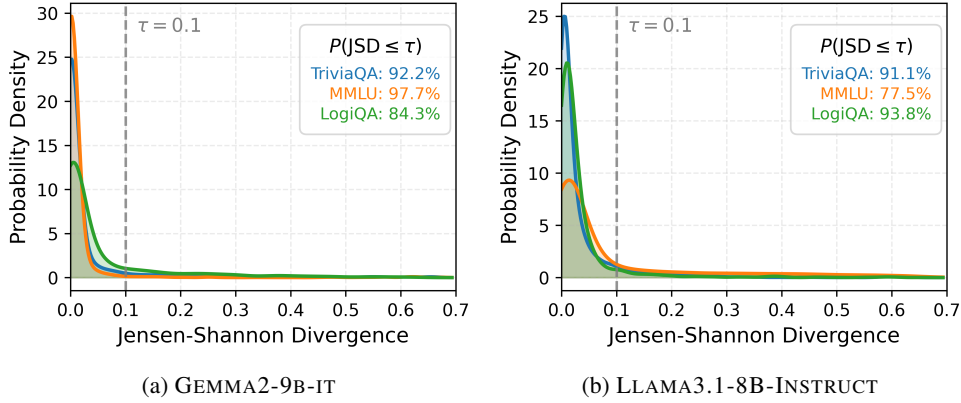 τ = 0.1
P(JSD ≤ τ)
TriviaQA: 92.2%
MMLU: 97.7%
LogiQA: 84.3%
Probability Density
30
25
20
15
10
5
0
0.0 0.1 0.2 0.3 0.4 0.5 0.6 0.7
Jensen-Shannon Divergence
(a) GEMMA2-9B-IT
τ = 0.1
P(JSD ≤ τ)
TriviaQA: 91.1%
MMLU: 77.5%
LogiQA: 93.8%
Probability Density
25
20
15
10
5
0
0.0 0.1 0.2 0.3 0.4 0.5 0.6 0.7
Jensen-Shannon Divergence
(b) LLAMA3.1-8B-INSTRUCT